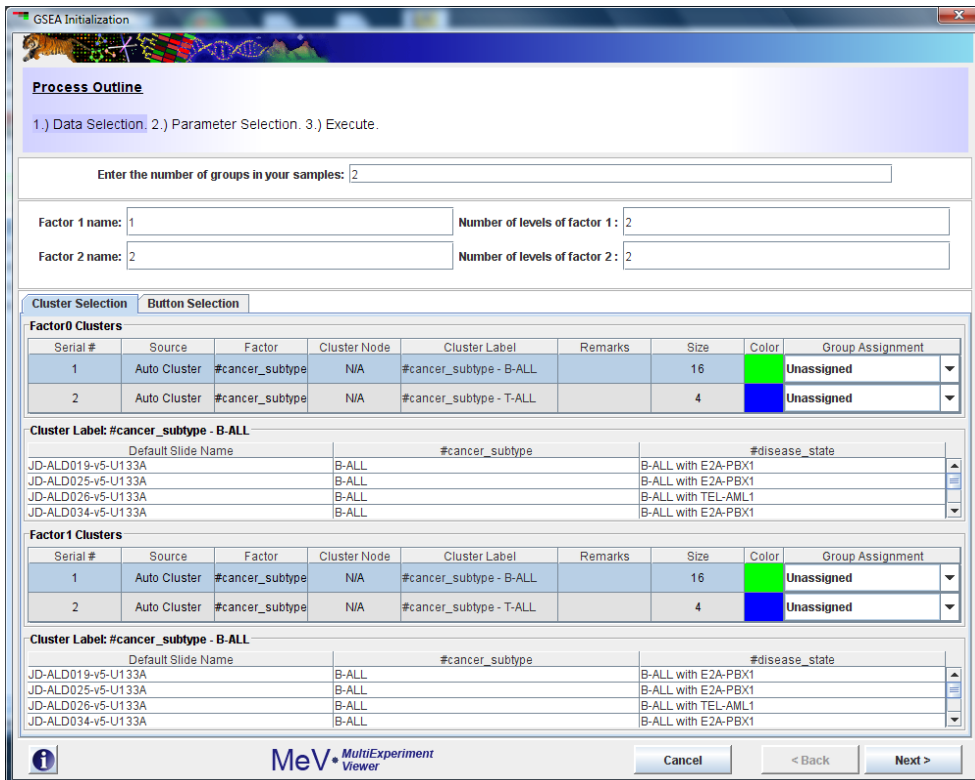 GSEA Initialization
Process Outline
1.) Data Selection. 2.) Parameter Selection. 3.) Execute.
Enter the number of groups in your samples: 2
Factor 1 name: 1 Number of levels of factor 1 : 2
Factor 2 name: 2 Number of levels of factor 2 : 2
Cluster Selection Button Selection
Factor0 Clusters
Serial # Source Factor Cluster Node Cluster Label Remarks Size Color Group Assignment
1 Auto Cluster #cancer_subtype N/A #cancer_subtype - B-ALL 16 Unassigned
2 Auto Cluster #cancer_subtype N/A #cancer_subtype - T-ALL 4 Unassigned
Cluster Label: #cancer_subtype - B-ALL
Default Slide Name #cancer_subtype #disease_state
JD-ALD019-v5-U133A B-ALL B-ALL with E2A-PBX1
JD-ALD025-v5-U133A B-ALL B-ALL with E2A-PBX1
JD-ALD026-v5-U133A B-ALL B-ALL with TEL-AML1
JD-ALD034-v5-U133A B-ALL B-ALL with E2A-PBX1
Factor1 Clusters
Serial # Source Factor Cluster Node Cluster Label Remarks Size Color Group Assignment
1 Auto Cluster #cancer_subtype N/A #cancer_subtype - B-ALL 16 Unassigned
2 Auto Cluster #cancer_subtype N/A #cancer_subtype - T-ALL 4 Unassigned
Cluster Label: #cancer_subtype - B-ALL
Default Slide Name #cancer_subtype #disease_state
JD-ALD019-v5-U133A B-ALL B-ALL with E2A-PBX1
JD-ALD025-v5-U133A B-ALL B-ALL with E2A-PBX1
JD-ALD026-v5-U133A B-ALL B-ALL with TEL-AML1
JD-ALD034-v5-U133A B-ALL B-ALL with E2A-PBX1
MeV MultiExperiment Viewer Cancel < Back Next >